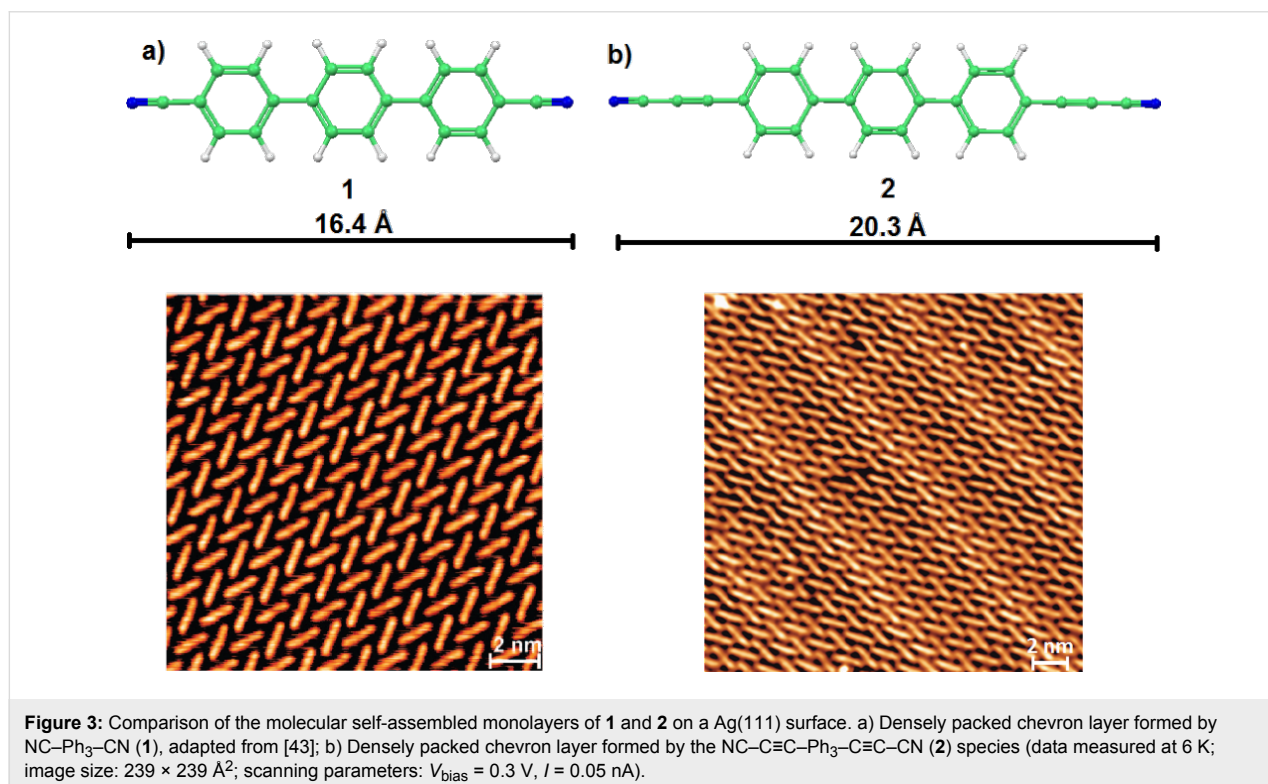 a)
b)
1
2
16.4 Å
20.3 Å
2 nm
2 nm
Figure 3: Comparison of the molecular self-assembled monolayers of 1 and 2 on a Ag(111) surface. a) Densely packed chevron layer formed by
NC–Ph₃–CN (1), adapted from [43]; b) Densely packed chevron layer formed by the NC–C≡C–Ph₃–C≡C–CN (2) species (data measured at 6 K;
image size: 239 × 239 Å²; scanning parameters: V_bias = 0.3 V, I = 0.05 nA).